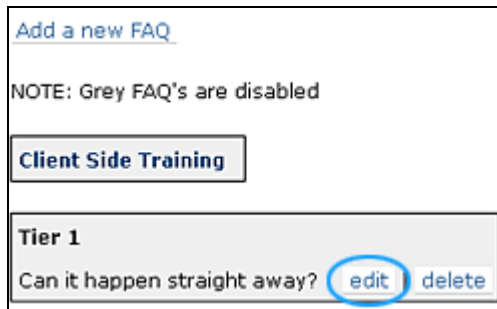 Add a new FAQ
NOTE: Grey FAQ's are disabled
Client Side Training
Tier 1
Can it happen straight away? edit | delete